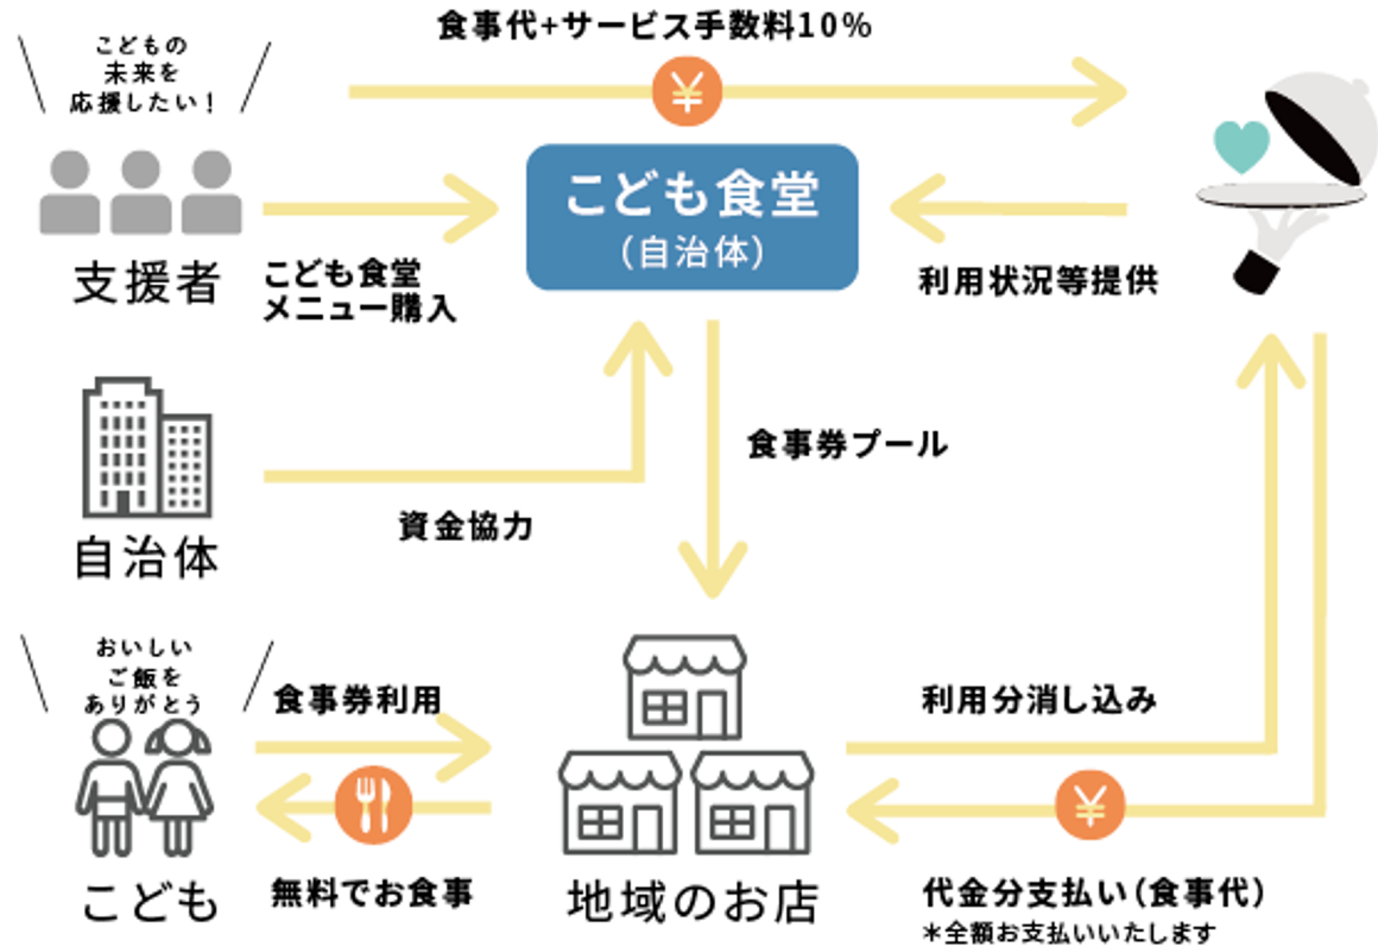 食事代+サービス手数料10%
こどもの
未来を
応援したい！
こども食堂
(自治体)
支援者
こども食堂
メニュー購入
利用状況等提供
食事券プール
資金協力
自治体
おいしい
ご飯を
ありがとう
食事券利用
利用分消し込み
¥
こども
無料でお食事
地域のお店
代金分支払い(食事代)
＊全額お支払いいたします